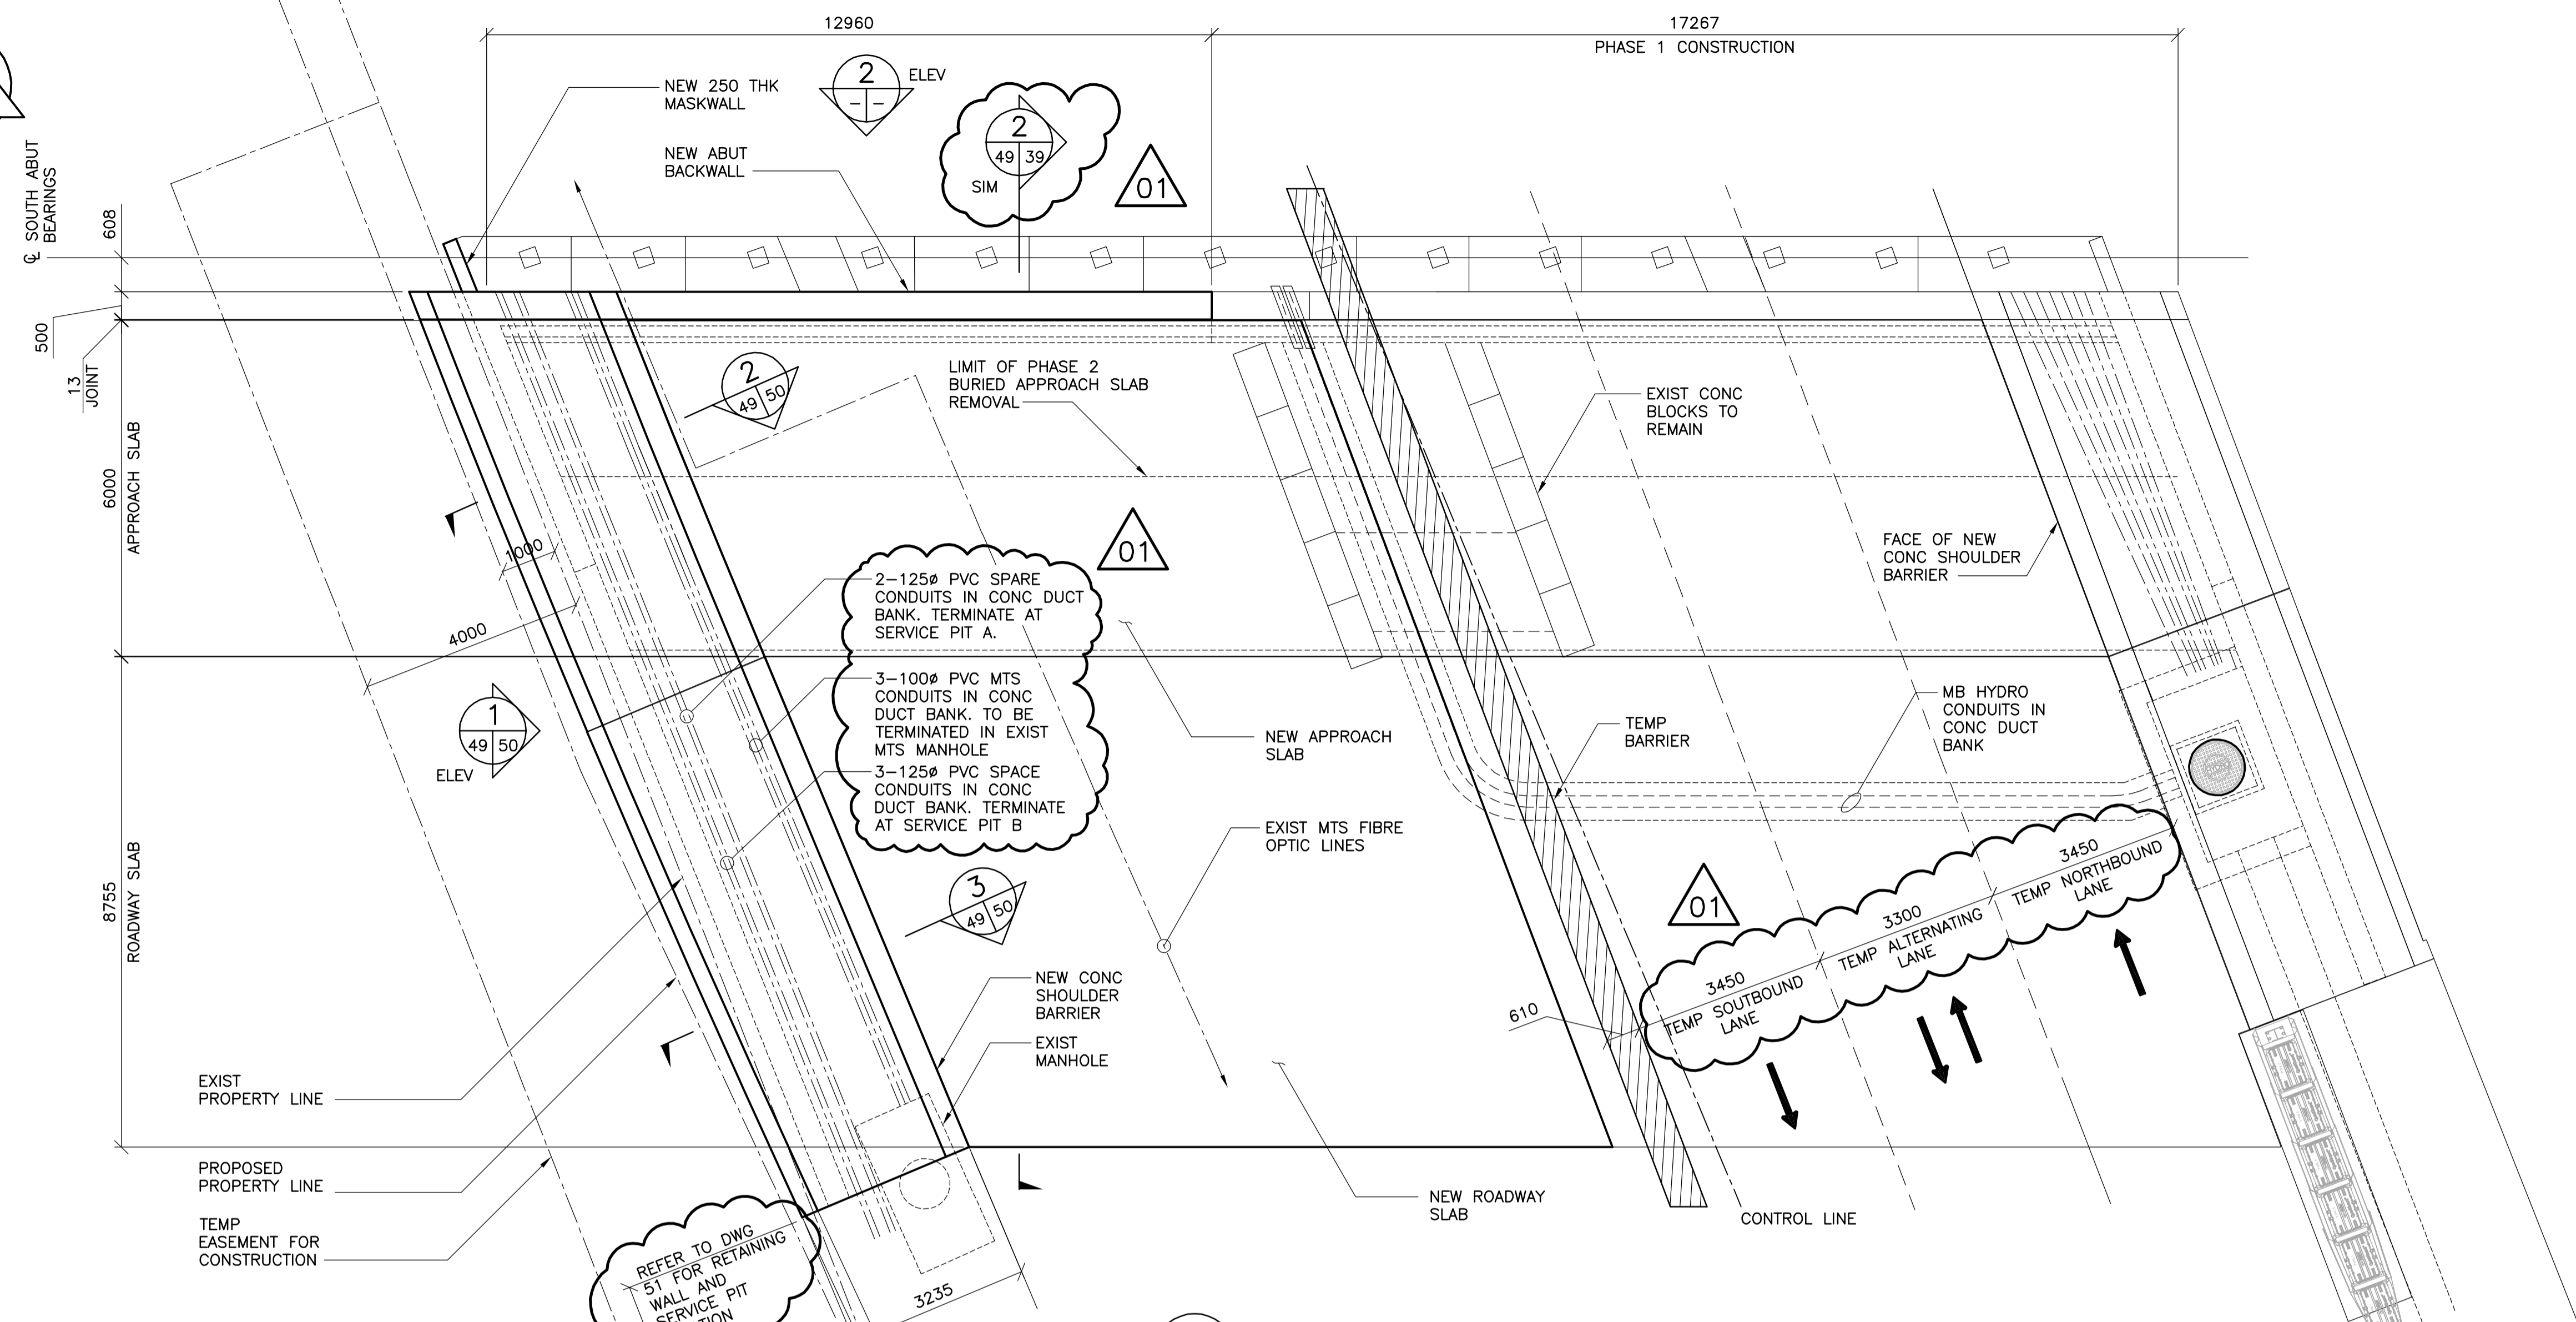 12960
17267
PHASE 1 CONSTRUCTION
NEW 250 THK
MASKWALL
2
ELEV
- -
2
49 39
SIM
01
NEW ABUT
BACKWALL
℄ SOUTH ABUT
BEARINGS
608
500
13
JOINT
6000
APPROACH SLAB
8755
ROADWAY SLAB
2
49 50
LIMIT OF PHASE 2
BURIED APPROACH SLAB
REMOVAL
EXIST CONC
BLOCKS TO
REMAIN
FACE OF NEW
CONC SHOULDER
BARRIER
1000
4000
01
2-125ø PVC SPARE
CONDUITS IN CONC DUCT
BANK. TERMINATE AT
SERVICE PIT A.
3-100ø PVC MTS
CONDUITS IN CONC
DUCT BANK. TO BE
TERMINATED IN EXIST
MTS MANHOLE
3-125ø PVC SPACE
CONDUITS IN CONC
DUCT BANK. TERMINATE
AT SERVICE PIT B
1
49 50
ELEV
NEW APPROACH
SLAB
TEMP
BARRIER
MB HYDRO
CONDUITS IN
CONC DUCT
BANK
EXIST MTS FIBRE
OPTIC LINES
3
49 50
01
3450
TEMP SOUTBOUND
LANE
3300
TEMP ALTERNATING
LANE
3450
TEMP NORTHBOUND
LANE
610
NEW CONC
SHOULDER
BARRIER
EXIST
MANHOLE
EXIST
PROPERTY LINE
PROPOSED
PROPERTY LINE
TEMP
EASEMENT FOR
CONSTRUCTION
NEW ROADWAY
SLAB
CONTROL LINE
REFER TO DWG
51 FOR RETAINING
WALL AND
SERVICE PIT
3235